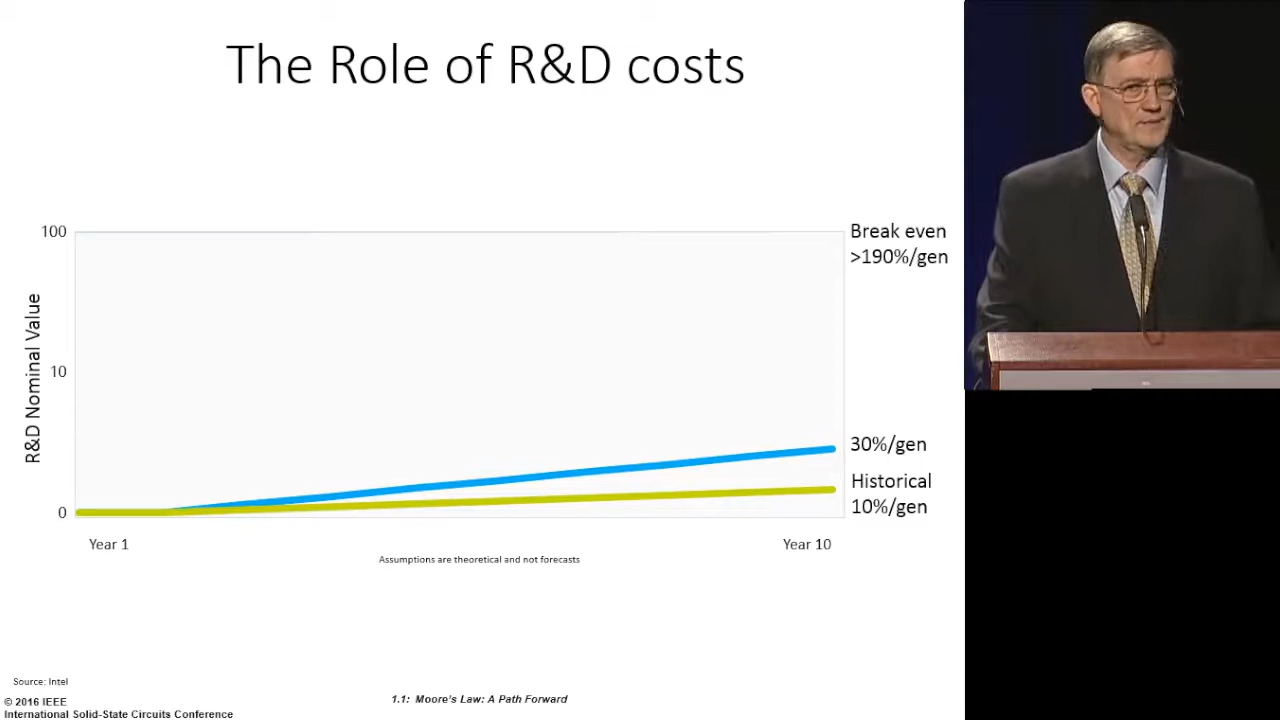 The Role of R&D costs
100
Break even
>190%/gen
R&D Nominal Value
10
30%/gen
Historical
10%/gen
0
Year 1
Year 10
Assumptions are theoretical and not forecasts
Source: Intel
© 2016 IEEE
International Solid-State Circuits Conference
1.1: Moore's Law: A Path Forward